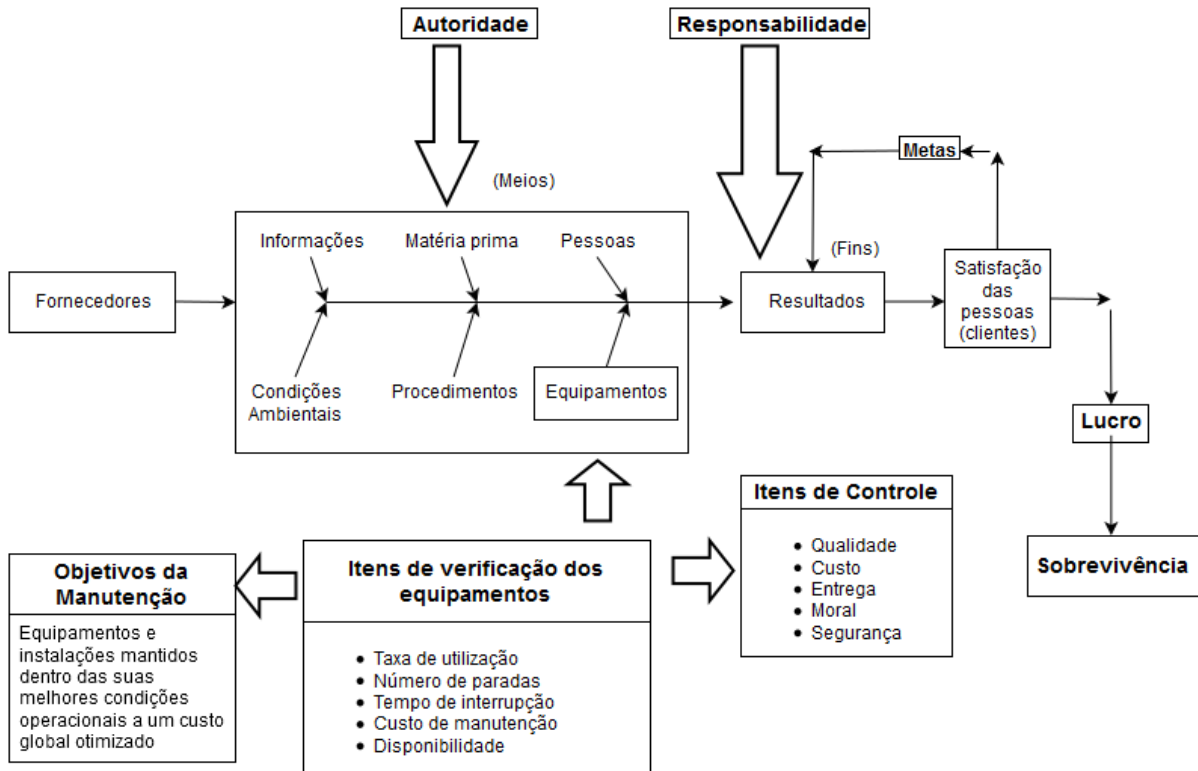 Autoridade
Responsabilidade
Metas
(Meios)
(Fins)
Informações
Matéria prima
Pessoas
Fornecedores
Resultados
Satisfação
das
pessoas
(clientes)
Condições
Ambientais
Procedimentos
Equipamentos
Lucro
Sobrevivência
Itens de Controle
• Qualidade
• Custo
• Entrega
• Moral
• Segurança
Objetivos da
Manutenção
Equipamentos e
instalações mantidos
dentro das suas
melhores condições
operacionais a um custo
global otimizado
Itens de verificação dos
equipamentos
• Taxa de utilização
• Número de paradas
• Tempo de interrupção
• Custo de manutenção
• Disponibilidade